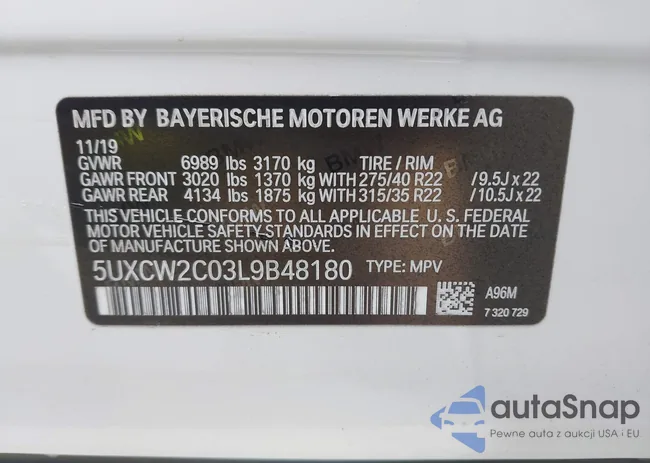 MFD BY BAYERISCHE MOTOREN WERKE AG
11/19
GVWR 6989 lbs 3170 kg TIRE / RIM
GAWR FRONT 3020 lbs 1370 kg WITH 275/40 R22 /9.5J x 22
GAWR REAR 4134 lbs 1875 kg WITH 315/35 R22 /10.5J x 22
THIS VEHICLE CONFORMS TO ALL APPLICABLE U. S. FEDERAL
MOTOR VEHICLE SAFETY STANDARDS IN EFFECT ON THE
DATE OF MANUFACTURE SHOWN ABOVE.
5UXCW2C03L9B48180 TYPE: MPV
A96M
7 320 729
autaSnap
Pewne auta z aukcji USA i EU